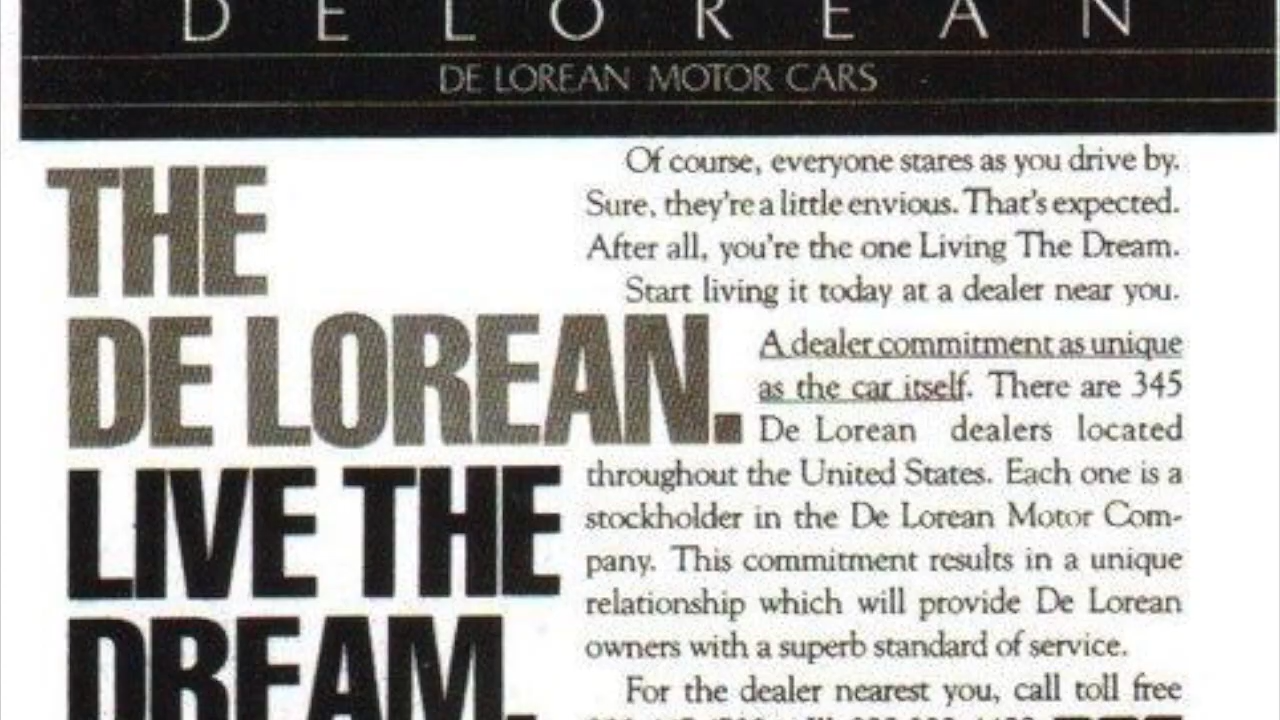 DELOREAN
DE LOREAN MOTOR CARS
THE
DE LOREAN.
LIVE THE
DREAM.
Of course, everyone stares as you drive by.
Sure, they're a little envious. That's expected.
After all, you're the one Living The Dream.
Start living it today at a dealer near you.
A dealer commitment as unique
as the car itself. There are 345
De Lorean dealers located
throughout the United States. Each one is a
stockholder in the De Lorean Motor Com-
pany. This commitment results in a unique
relationship which will provide De Lorean
owners with a superb standard of service.
For the dealer nearest you, call toll free